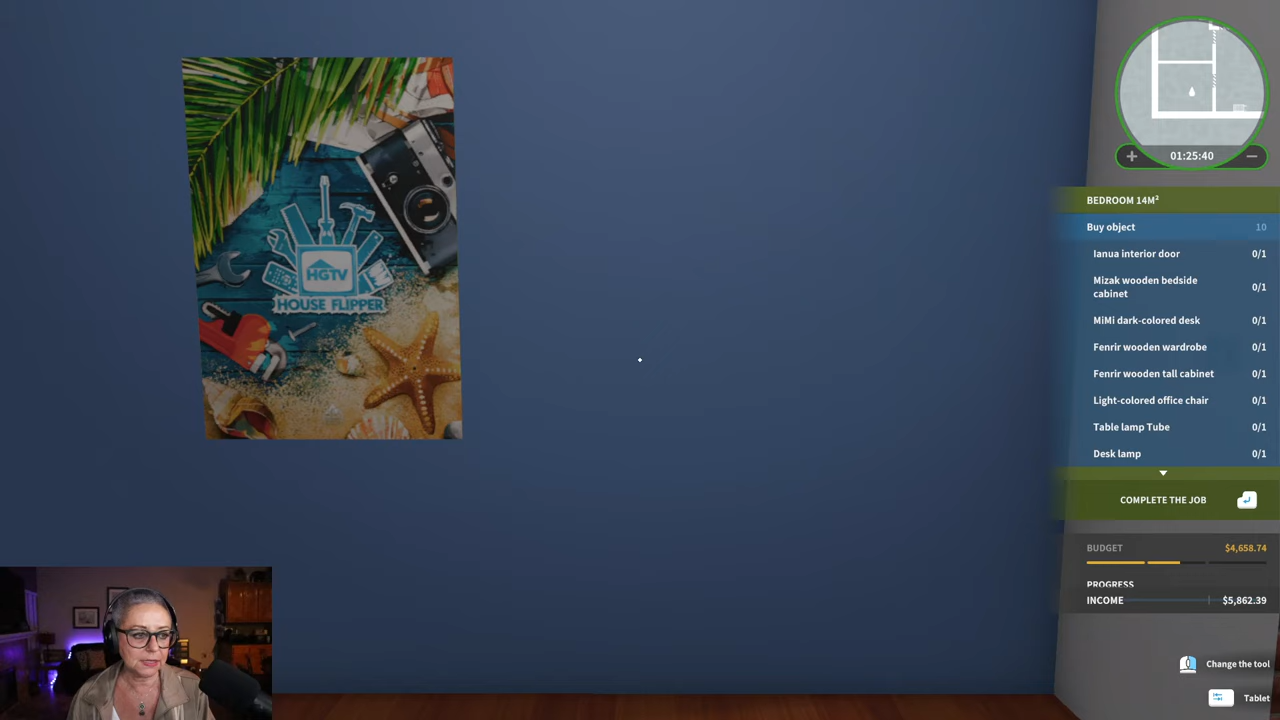 HGTV
HOUSE FLIPPER
01:25:40
BEDROOM 14M²
Buy object 10
Ianua interior door 0/1
Mizak wooden bedside
cabinet 0/1
MiMi dark-colored desk 0/1
Fenrir wooden wardrobe 0/1
Fenrir wooden tall cabinet 0/1
Light-colored office chair 0/1
Table lamp Tube 0/1
Desk lamp 0/1
COMPLETE THE JOB
BUDGET $4,658.74
PROGRESS
INCOME $5,862.39
Change the tool
Tablet